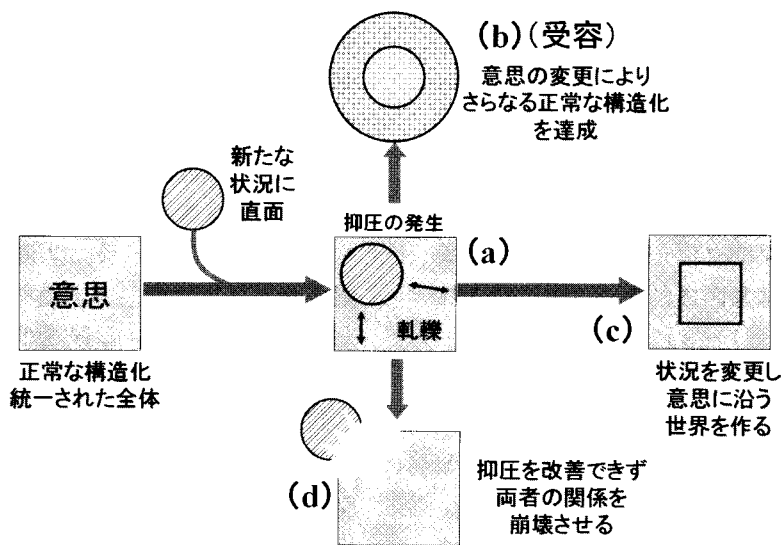 (b)(受容)
意思の変更により
さらなる正常な構造化
を達成
新たな
状況に
直面
抑圧の発生
(a)
意思
軋轢
(c)
正常な構造化
統一された全体
状況を変更し
意思に沿う
世界を作る
(d)
抑圧を改善できず
両者の関係を
崩壊させる